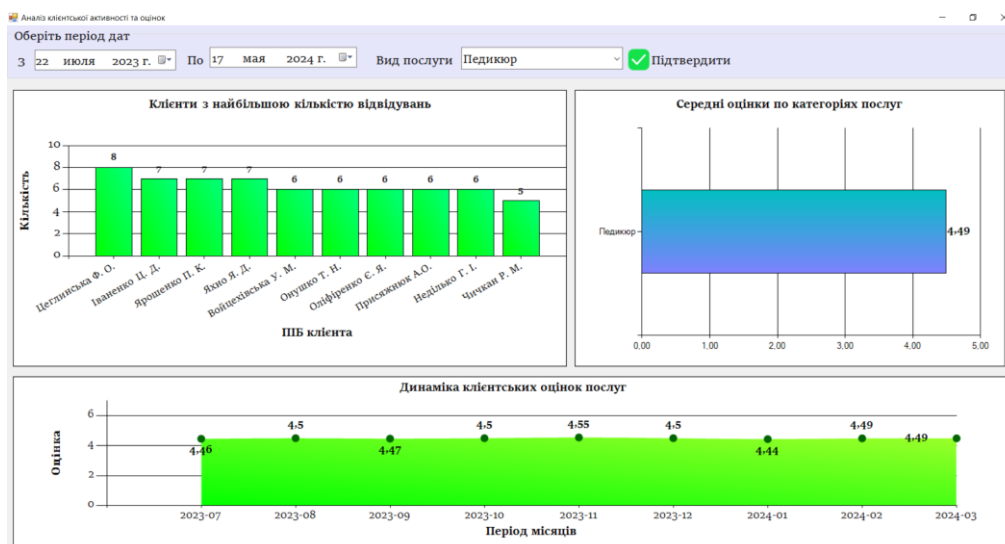 Аналіз клієнтської активності та оцінок
Оберіть період дат
З 22 июля 2023 г. По 17 мая 2024 г. Вид послуги Педикюр Підтвердити
Клієнти з найбільшою кількістю відвідувань
Кількість
10
8
6
4
2
0
8
7
7
7
6
6
6
6
6
5
Цеглинська Ф. О.
Іваненко Ц. Д.
Ярошенко П. К.
Яхно Я. Д.
Войцехівська У. М.
Онушко Т. Н.
Оліфіренко Є. Я.
Присяжнюк А.О.
Неділько Г. І.
Чичкан Р. М.
ПІБ клієнта
Середні оцінки по категоріях послуг
Педикюр
4,49
0,00 1,00 2,00 3,00 4,00 5,00
Динаміка клієнтських оцінок послуг
Оцінка
6
4
2
0
4,46
4,5
4,47
4,5
4,55
4,5
4,44
4,49
4,49
2023-07 2023-08 2023-09 2023-10 2023-11 2023-12 2024-01 2024-02 2024-03
Період місяців